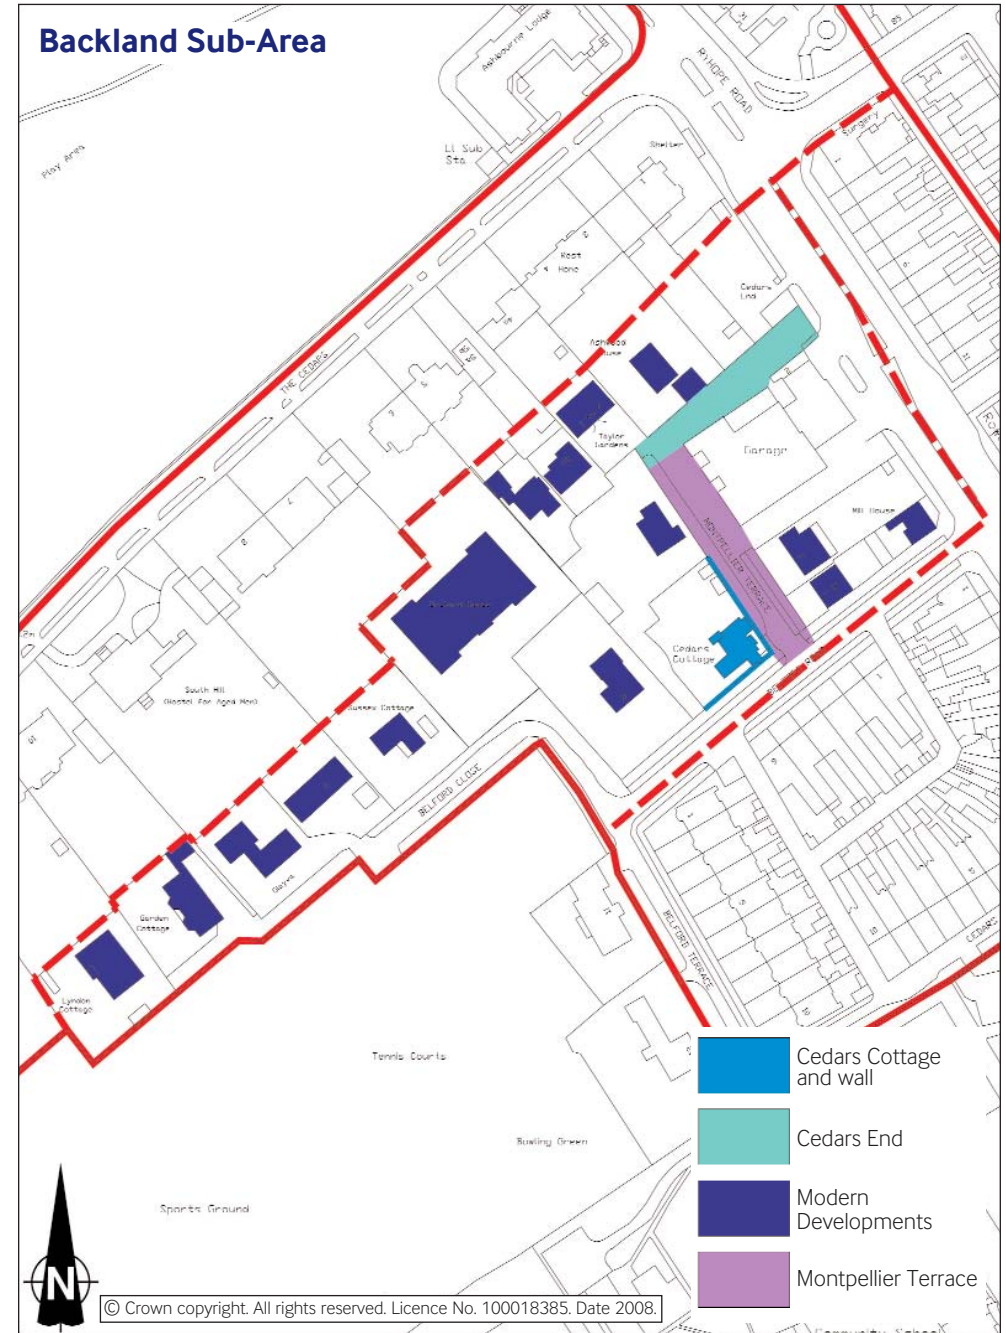 Backland Sub-Area
Ashbourne Lodge
RYHOPE ROAD
Play Area
El Sub
Sta
Shelter
Surgery
Rest
Home
Cedars
End
THE CEDARS
Taylor
Gardens
Garage
Mill House
MONTPELLIER TERRACE
Cedars
Cottage
South Hill
(Hostel For Aged Men)
Sussex Cottage
BELFORD CLOSE
Glayva
Garden
Cottage
Lyndon
Cottage
BELFORD TERRACE
CEDARS
Tennis Courts
Bowling Green
Sports Ground
Cedars Cottage
and wall
Cedars End
Modern
Developments
Montpellier Terrace
N
© Crown copyright. All rights reserved. Licence No. 100018385. Date 2008.
Community School